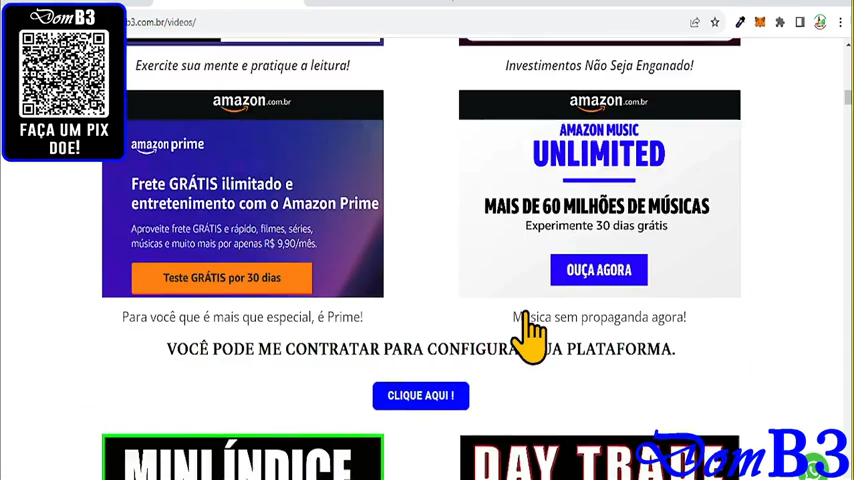 DomB3
FAÇA UM PIX
DOE!
b3.com.br/videos/
Exercite sua mente e pratique a leitura!
Investimentos Não Seja Enganado!
amazon.com.br
amazon prime
Frete GRÁTIS ilimitado e
entretenimento com o Amazon Prime
Aproveite frete GRÁTIS e rápido, filmes, séries,
músicas e muito mais por apenas R$ 9,90/mês.
Teste GRÁTIS por 30 dias
Para você que é mais que especial, é Prime!
amazon.com.br
AMAZON MUSIC
UNLIMITED
MAIS DE 60 MILHÕES DE MÚSICAS
Experimente 30 dias grátis
OUÇA AGORA
Música sem propaganda agora!
VOCÊ PODE ME CONTRATAR PARA CONFIGURA UA PLATAFORMA.
CLIQUE AQUI !
MINI ÍNDICE
DAY TRADE
DomB3